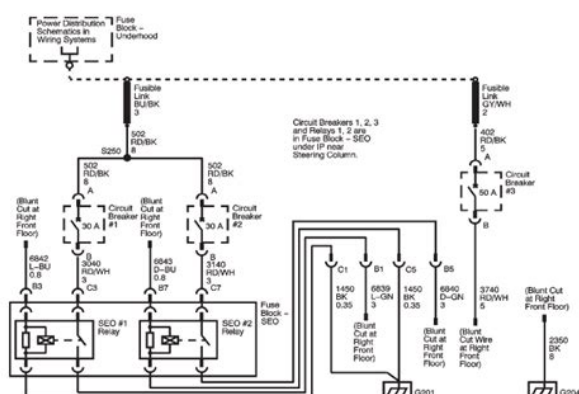 Power Distribution
Schematics in
Wiring Systems
Fuse
Block –
Underhood
Fusible
Link
BU/BK
3
Fusible
Link
GY/WH
2
Circuit Breakers 1, 2, 3
and Relays 1, 2 are
in Fuse Block – SEO
under IP near
Steering Column.
502
RD/BK
8
S250
402
RD/BK
5
A
502
RD/BK
8
A
502
RD/BK
8
A
(Blunt
Cut at
Right
Front
Floor)
30 A
Circuit
Breaker
#1
(Blunt
Cut at
Right
Front
Floor)
30 A
Circuit
Breaker
#2
50 A
Circuit
Breaker
#3
B
6842
L–BU
0.8
B3
B
3040
RD/WH
3
C3
6843
D–BU
0.8
B7
B
3140
RD/WH
3
C7
Fuse
Block –
SEO
SEO #1
Relay
SEO #2
Relay
C1
B1
C5
B5
1450
BK
0.35
6839
L–GN
3
1450
BK
0.35
6840
D–GN
3
3740
RD/WH
5
(Blunt Cut
at Right
Front Floor)
(Blunt
Cut at
Right
Front
Floor)
(Blunt
Cut at
Right
Front
Floor)
(Blunt
Cut Wire
at Right
Front
Floor)
2350
BK
8
G201
G204